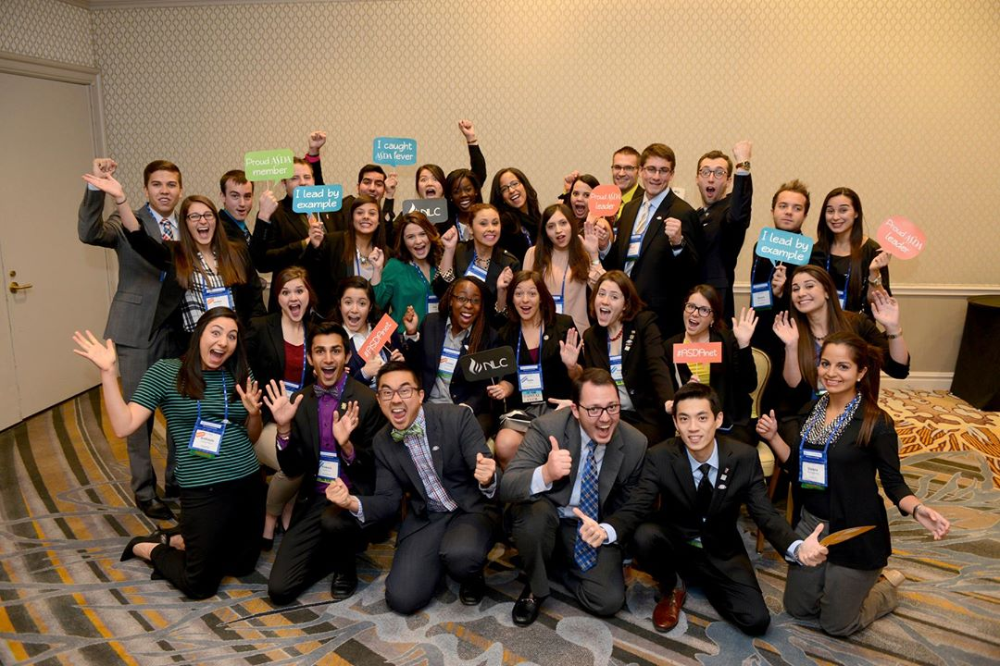 Proud ASDA
member
I caught
ASDA fever
I lead by
example
NLC
Proud ASDA
leader
I lead by
example
Proud ASDA
leader
#ASDAnet
NLC
#ASDAnet